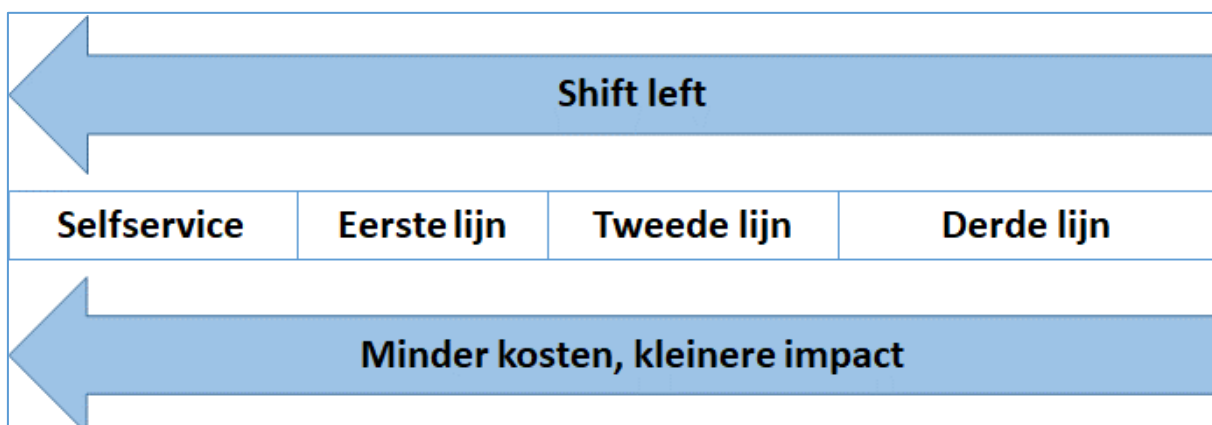 Shift left
Selfservice Eerste lijn Tweede lijn Derde lijn
Minder kosten, kleinere impact